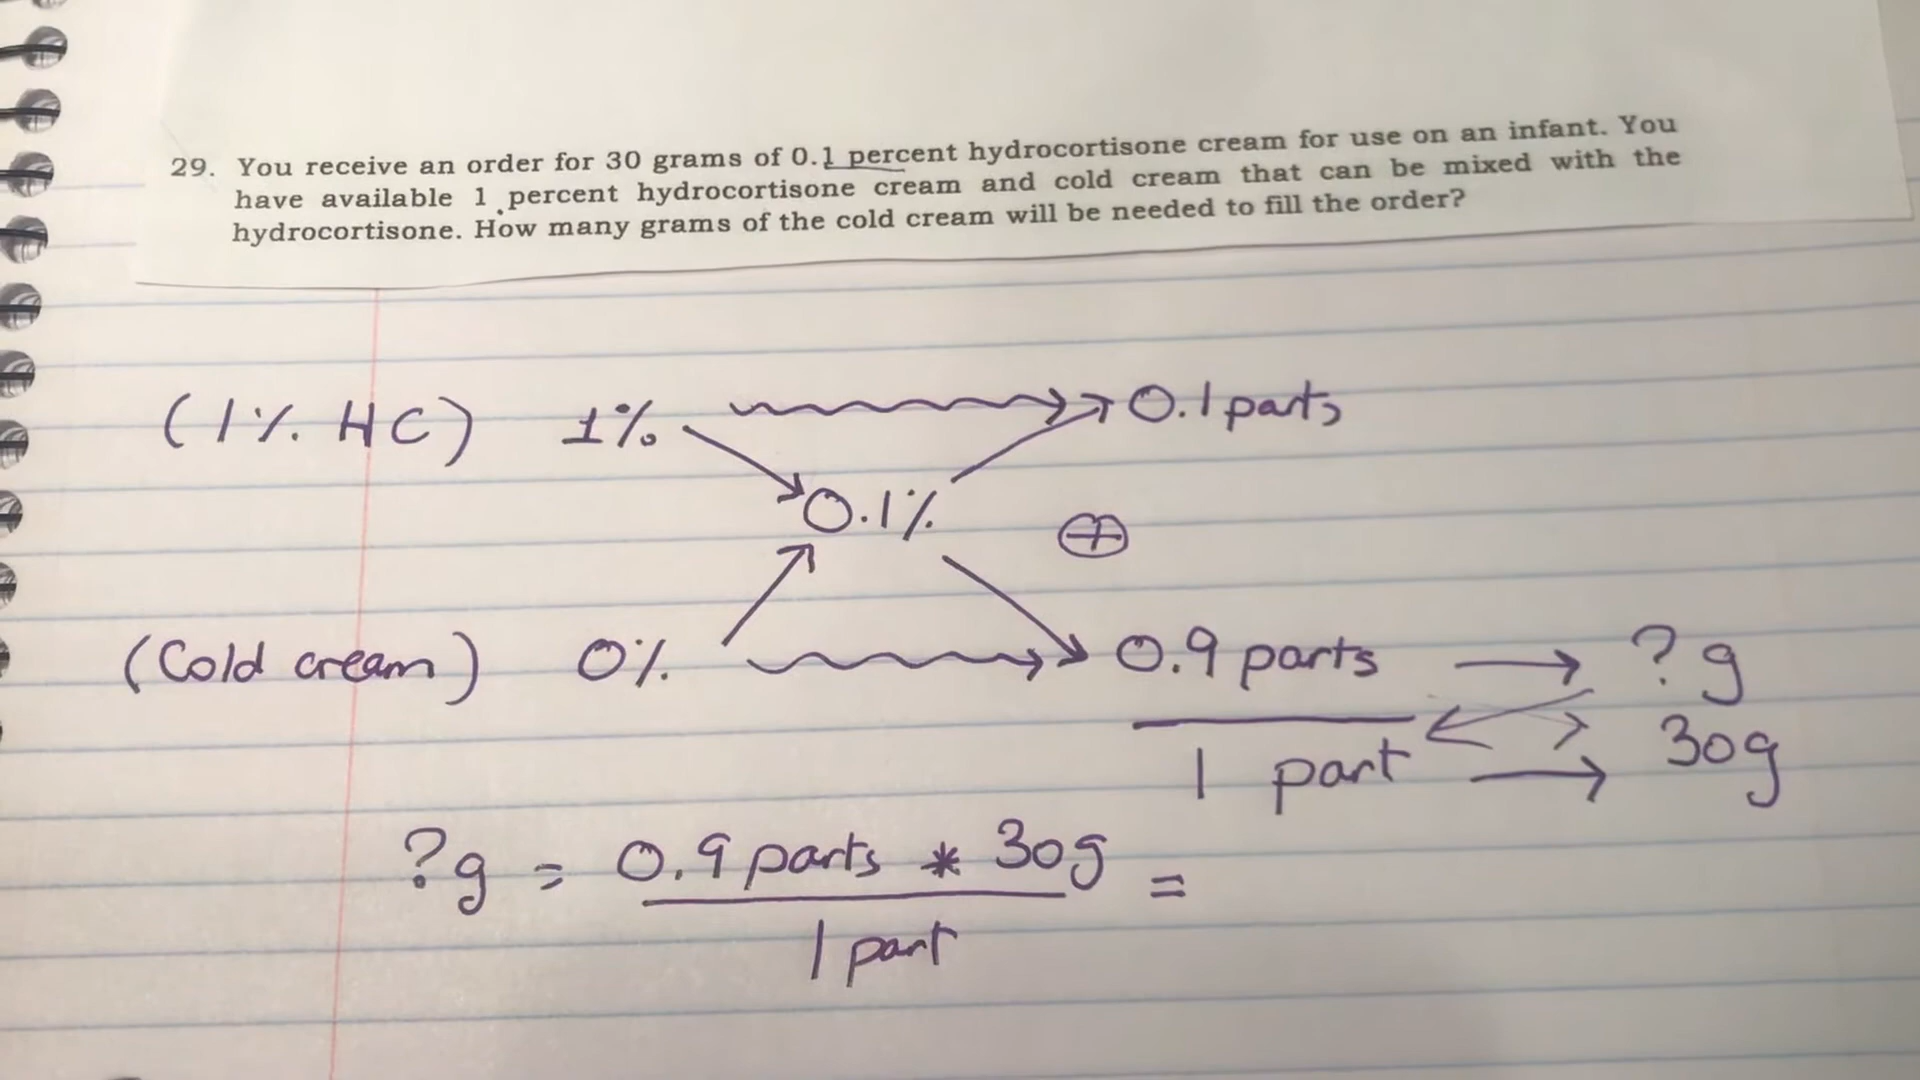 29. You receive an order for 30 grams of 0.1 percent hydrocortisone cream for use on an infant. You
have available 1 percent hydrocortisone cream and cold cream that can be mixed with the
hydrocortisone. How many grams of the cold cream will be needed to fill the order?
(1% HC) 1% 0.1 parts
0.1% +
(Cold cream) 0% 0.9 parts ? g
1 part 30g
? g = 0.9 parts * 30g =
1 part